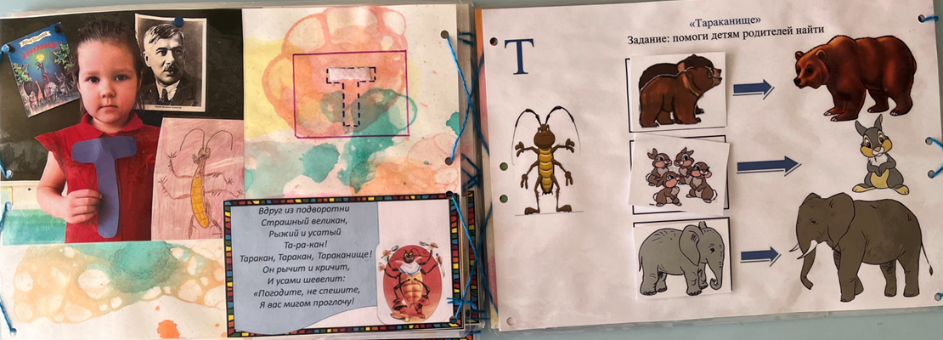 Т
Т
Вдруг из подворотни
Страшный великан,
Рыжий и усатый
Та-ра-кан!
Таракан, Таракан, Тараканище!
Он рычит и кричит,
И усами шевелит:
«Погодите, не спешите,
Я вас мигом проглочу!
Т
«Тараканище»
Задание: помоги детям родителей найти